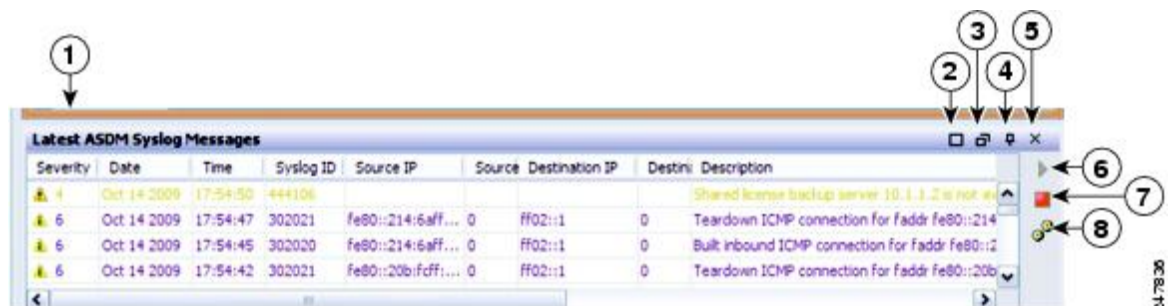 3 5
1 2 4
Latest ASDM Syslog Messages
Severity Date Time Syslog ID Source IP Source Destination IP Destin: Description
4 Oct 14 2009 17:54:50 444106 Shared license backup server 10.1.1.2 is not
6 Oct 14 2009 17:54:47 302021 fe80::214:6aff... 0 ff02::1 0 Teardown ICMP connection for faddr fe80::214
6 Oct 14 2009 17:54:45 302020 fe80::214:6aff... 0 ff02::1 0 Built inbound ICMP connection for faddr fe80::2
6 Oct 14 2009 17:54:42 302021 fe80::20b:fcff:... 0 ff02::1 0 Teardown ICMP connection for faddr fe80::20b
6
7
8